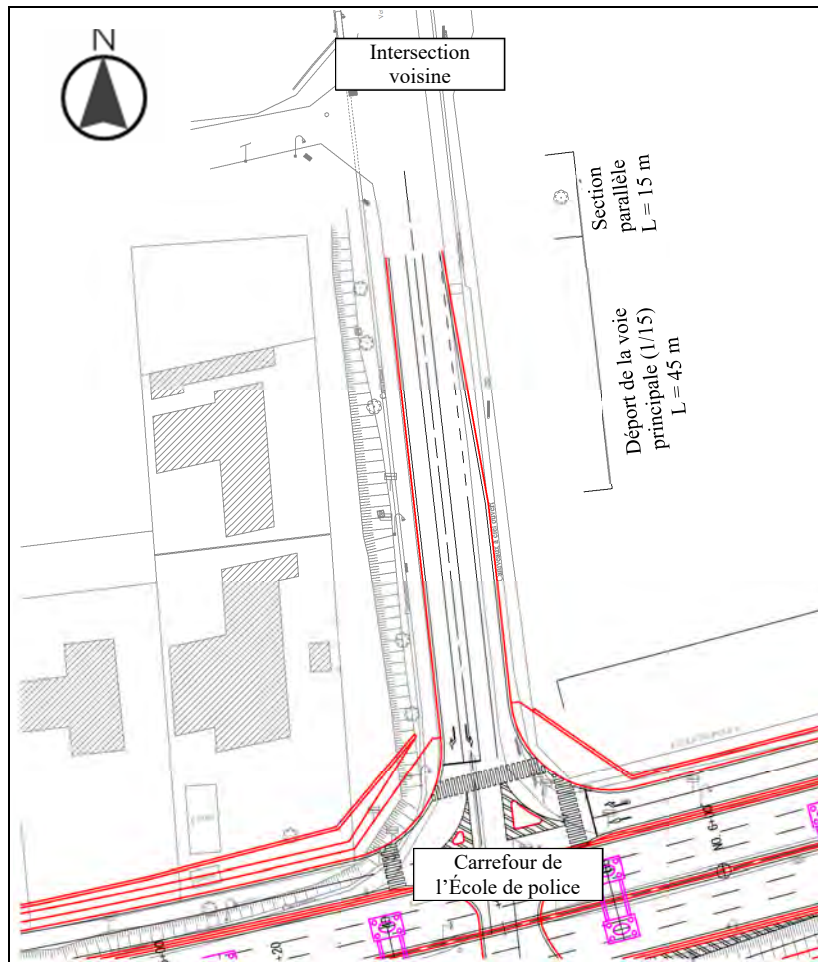 N
Intersection
voisine
Section
parallèle
L = 15 m
Déport de la voie
principale (1/15)
L = 45 m
Carrefour de
l’École de police